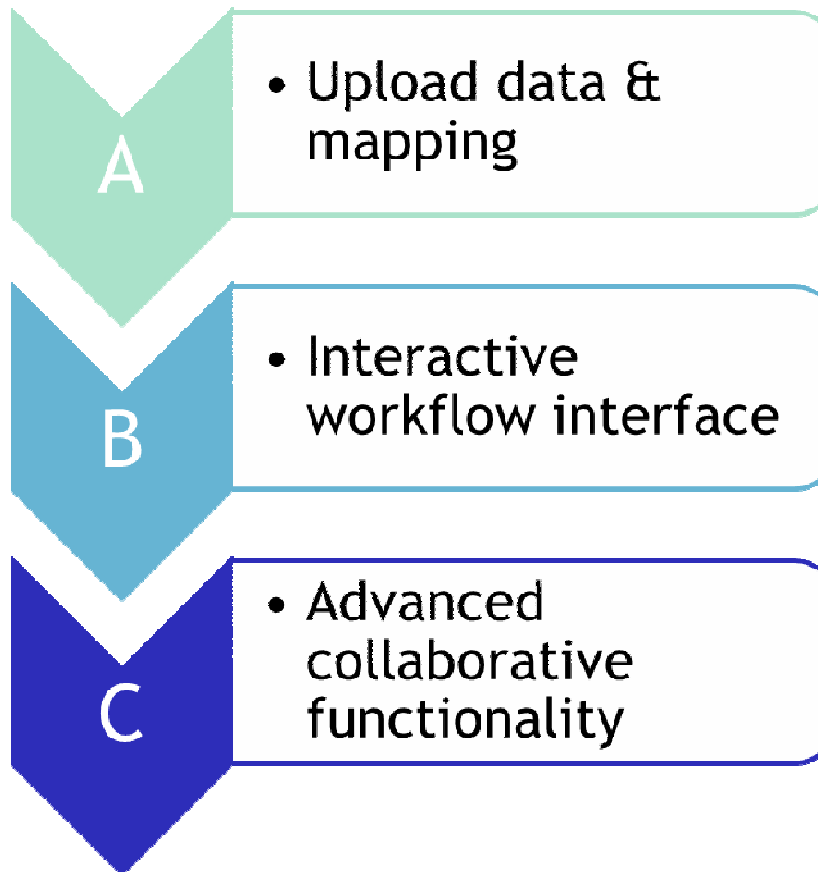 A
• Upload data &
mapping
B
• Interactive
workflow interface
C
• Advanced
collaborative
functionality